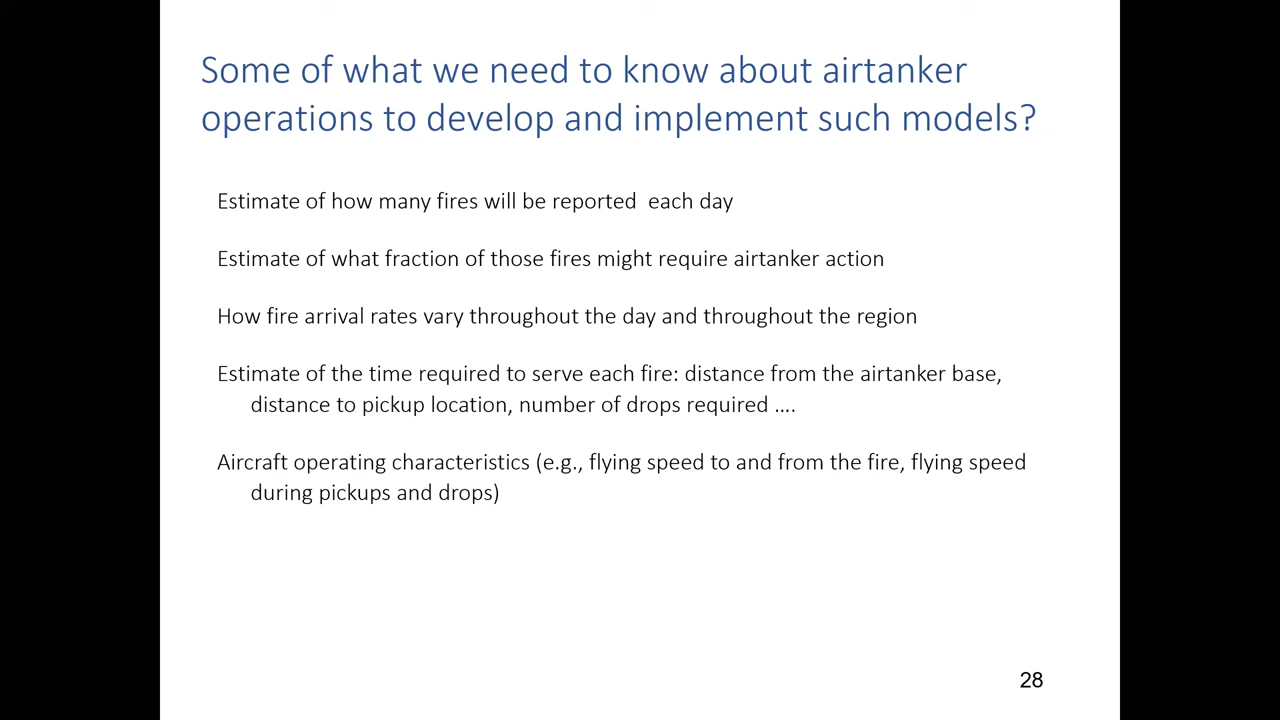 Some of what we need to know about airtanker
operations to develop and implement such models?
Estimate of how many fires will be reported  each day
Estimate of what fraction of those fires might require airtanker action
How fire arrival rates vary throughout the day and throughout the region
Estimate of the time required to serve each fire: distance from the airtanker base,
distance to pickup location, number of drops required ….
Aircraft operating characteristics (e.g., flying speed to and from the fire, flying speed
during pickups and drops)
28